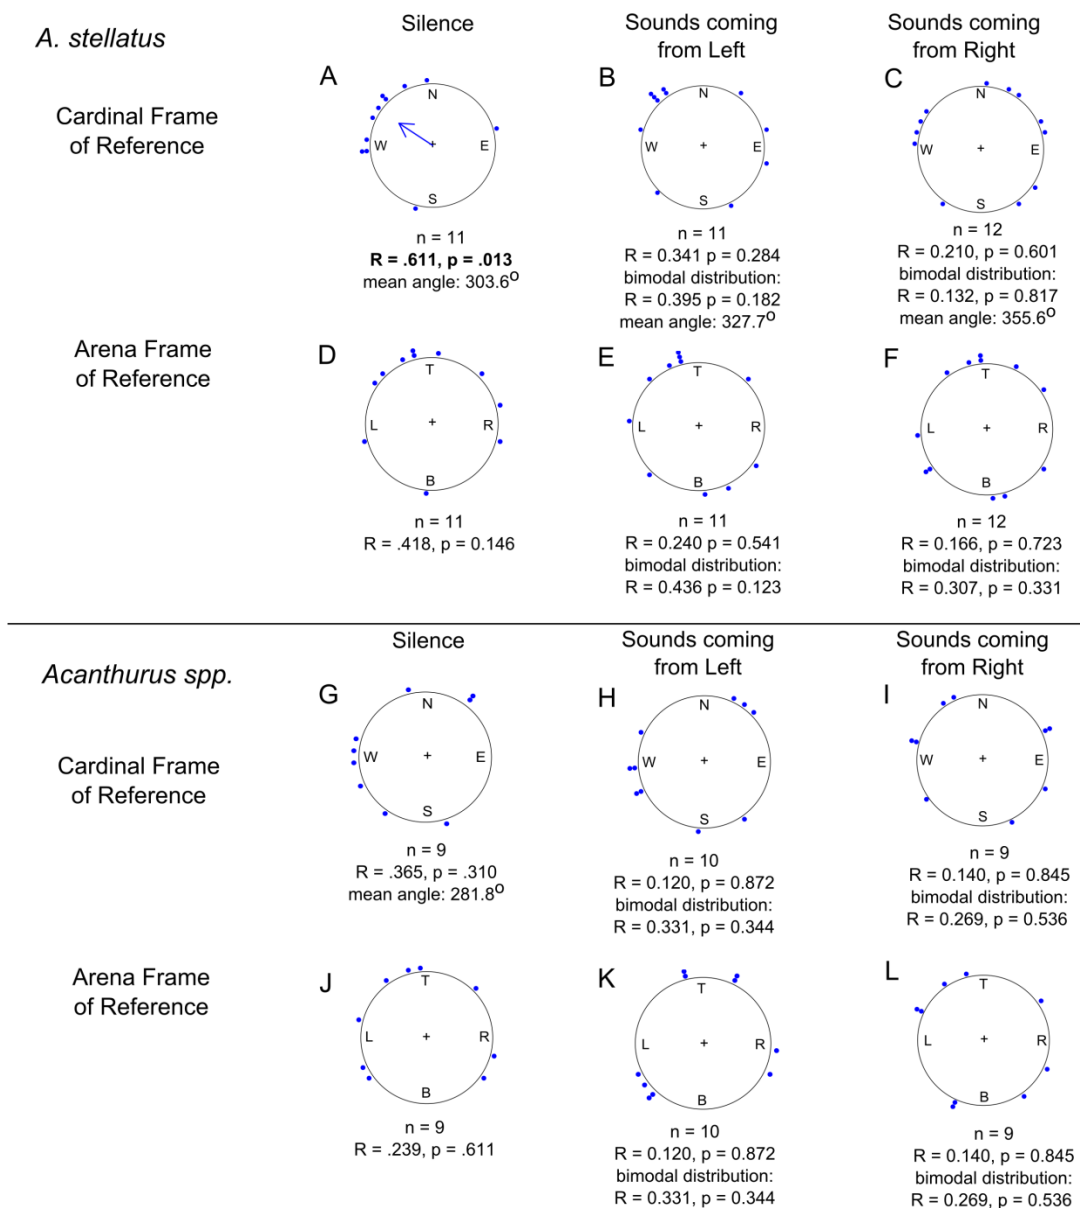 A. stellatus
Silence
Sounds coming
from Left
Sounds coming
from Right
Cardinal Frame
of Reference
A
N
W
E
S
n = 11
R = .611, p = .013
mean angle: 303.6o
B
N
W
E
S
n = 11
R = 0.341 p = 0.284
bimodal distribution:
R = 0.395 p = 0.182
mean angle: 327.7o
C
N
W
E
S
n = 12
R = 0.210, p = 0.601
bimodal distribution:
R = 0.132, p = 0.817
mean angle: 355.6o
Arena Frame
of Reference
D
T
L
R
B
n = 11
R = .418, p = 0.146
E
T
L
R
B
n = 11
R = 0.240 p = 0.541
bimodal distribution:
R = 0.436 p = 0.123
F
T
L
R
B
n = 12
R = 0.166, p = 0.723
bimodal distribution:
R = 0.307, p = 0.331
Acanthurus spp.
Silence
Sounds coming
from Left
Sounds coming
from Right
Cardinal Frame
of Reference
G
N
W
E
S
n = 9
R = .365, p = .310
mean angle: 281.8o
H
N
W
E
S
n = 10
R = 0.120, p = 0.872
bimodal distribution:
R = 0.331, p = 0.344
I
N
W
E
S
n = 9
R = 0.140, p = 0.845
bimodal distribution:
R = 0.269, p = 0.536
Arena Frame
of Reference
J
T
L
R
B
n = 9
R = .239, p = .611
K
T
L
R
B
n = 10
R = 0.120, p = 0.872
bimodal distribution:
R = 0.331, p = 0.344
L
T
L
R
B
n = 9
R = 0.140, p = 0.845
bimodal distribution:
R = 0.269, p = 0.536